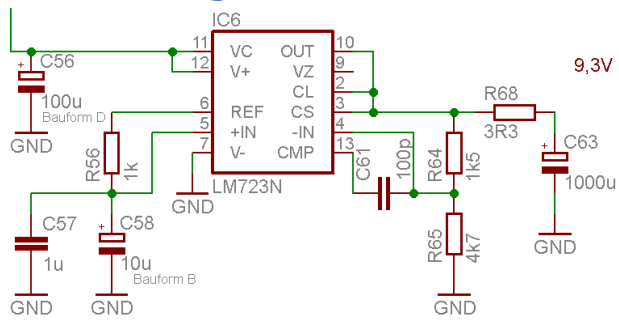 IC6
11
VC
OUT
10
C56
12
V+
VZ
9
9,3V
CL
2
100u
Bauform D
6
REF
CS
3
R68
3R3
5
+IN
-IN
4
7
V-
CMP
13
C63
1000u
GND
R56
1k
C61
100p
R64
1k5
LM723N
GND
C57
1u
C58
10u
Bauform B
R65
4k7
GND
GND
GND
GND